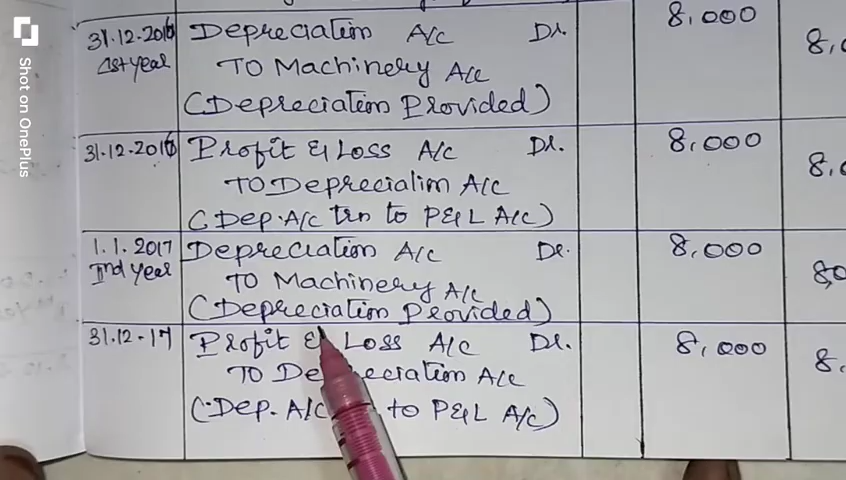 Shot on OnePlus
31.12.2016 Depreciation A/c Dr. 8,000
1st year To Machinery A/c
(Depreciation Provided)
31.12.2016 Profit & Loss A/c Dr. 8,000
To Depreciation A/c
(Dep. A/c trn to P&L A/c)
1.1.2017 Depreciation A/c Dr. 8,000
IInd year To Machinery A/c
(Depreciation Provided)
31.12-17 Profit & Loss A/c Dr. 8,000
To Depreciation A/c
(Dep. A/c to P&L A/c)